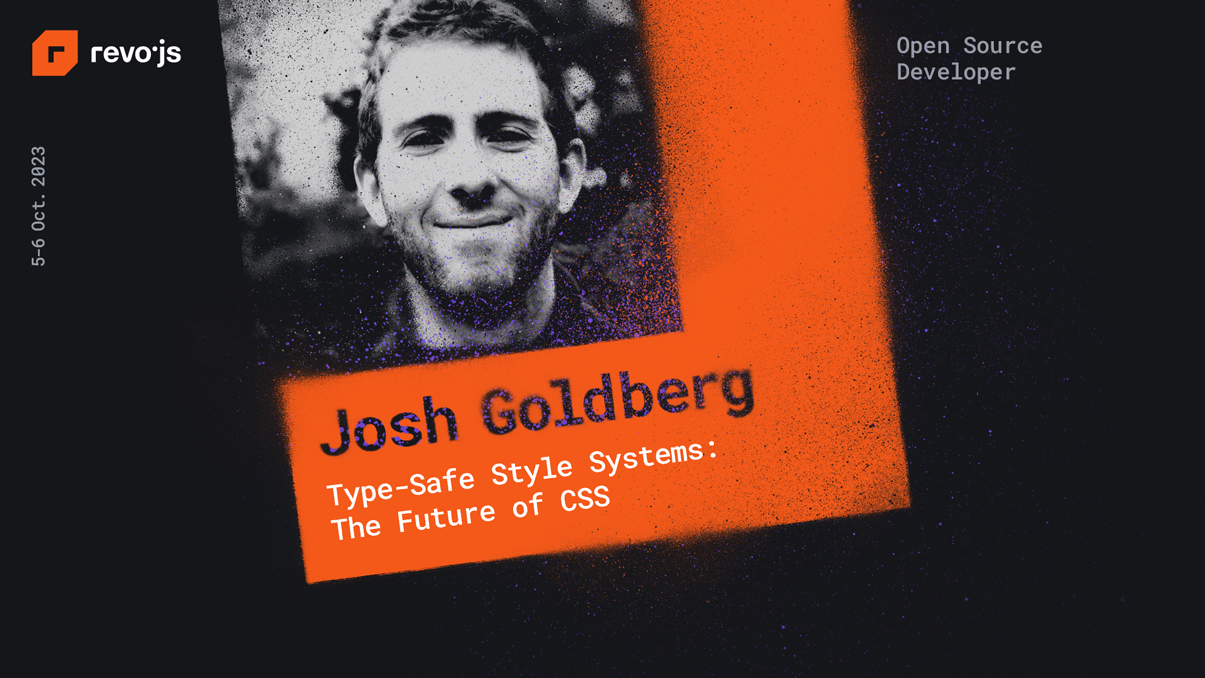 revo.js
Open Source
Developer
5–6 Oct. 2023
Josh Goldberg
Type-Safe Style Systems:
The Future of CSS